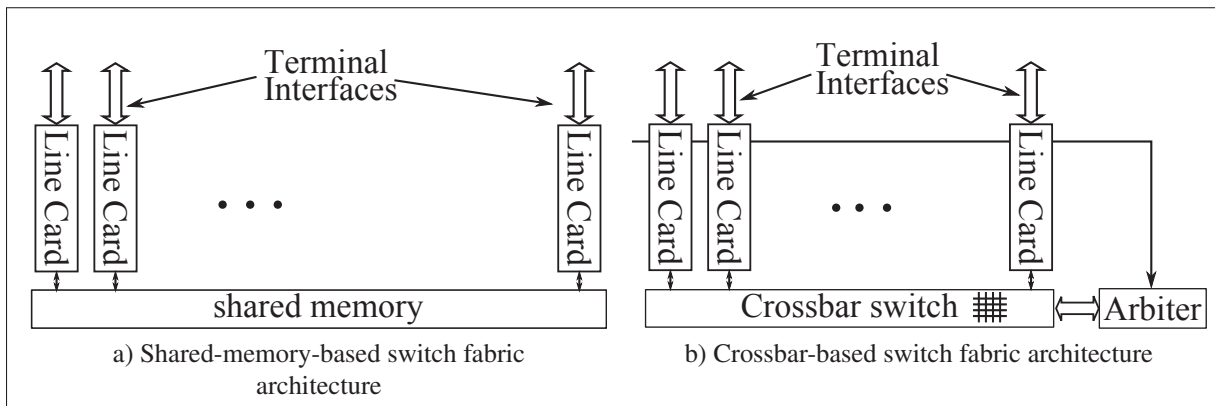 Terminal
Interfaces
Line Card
Line Card
Line Card
shared memory
a) Shared-memory-based switch fabric
architecture
Terminal
Interfaces
Line Card
Line Card
Line Card
Crossbar switch
Arbiter
b) Crossbar-based switch fabric architecture